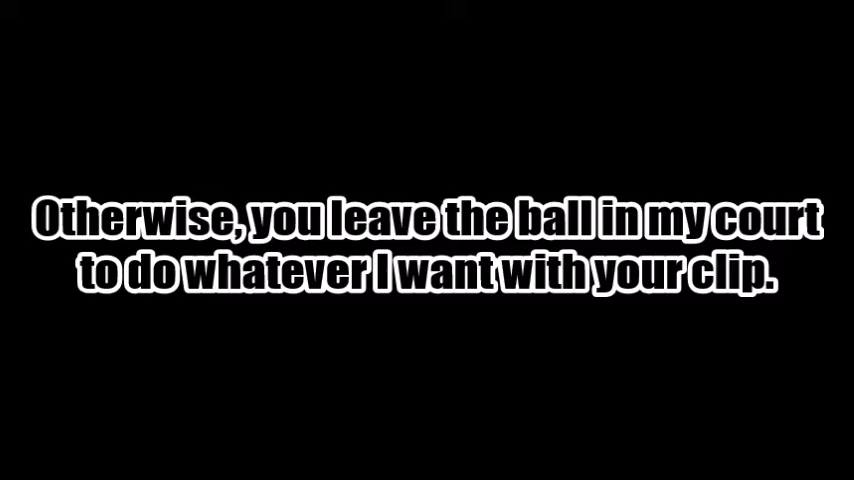 Otherwise, you leave the ball in my court
to do whatever I want with your clip.